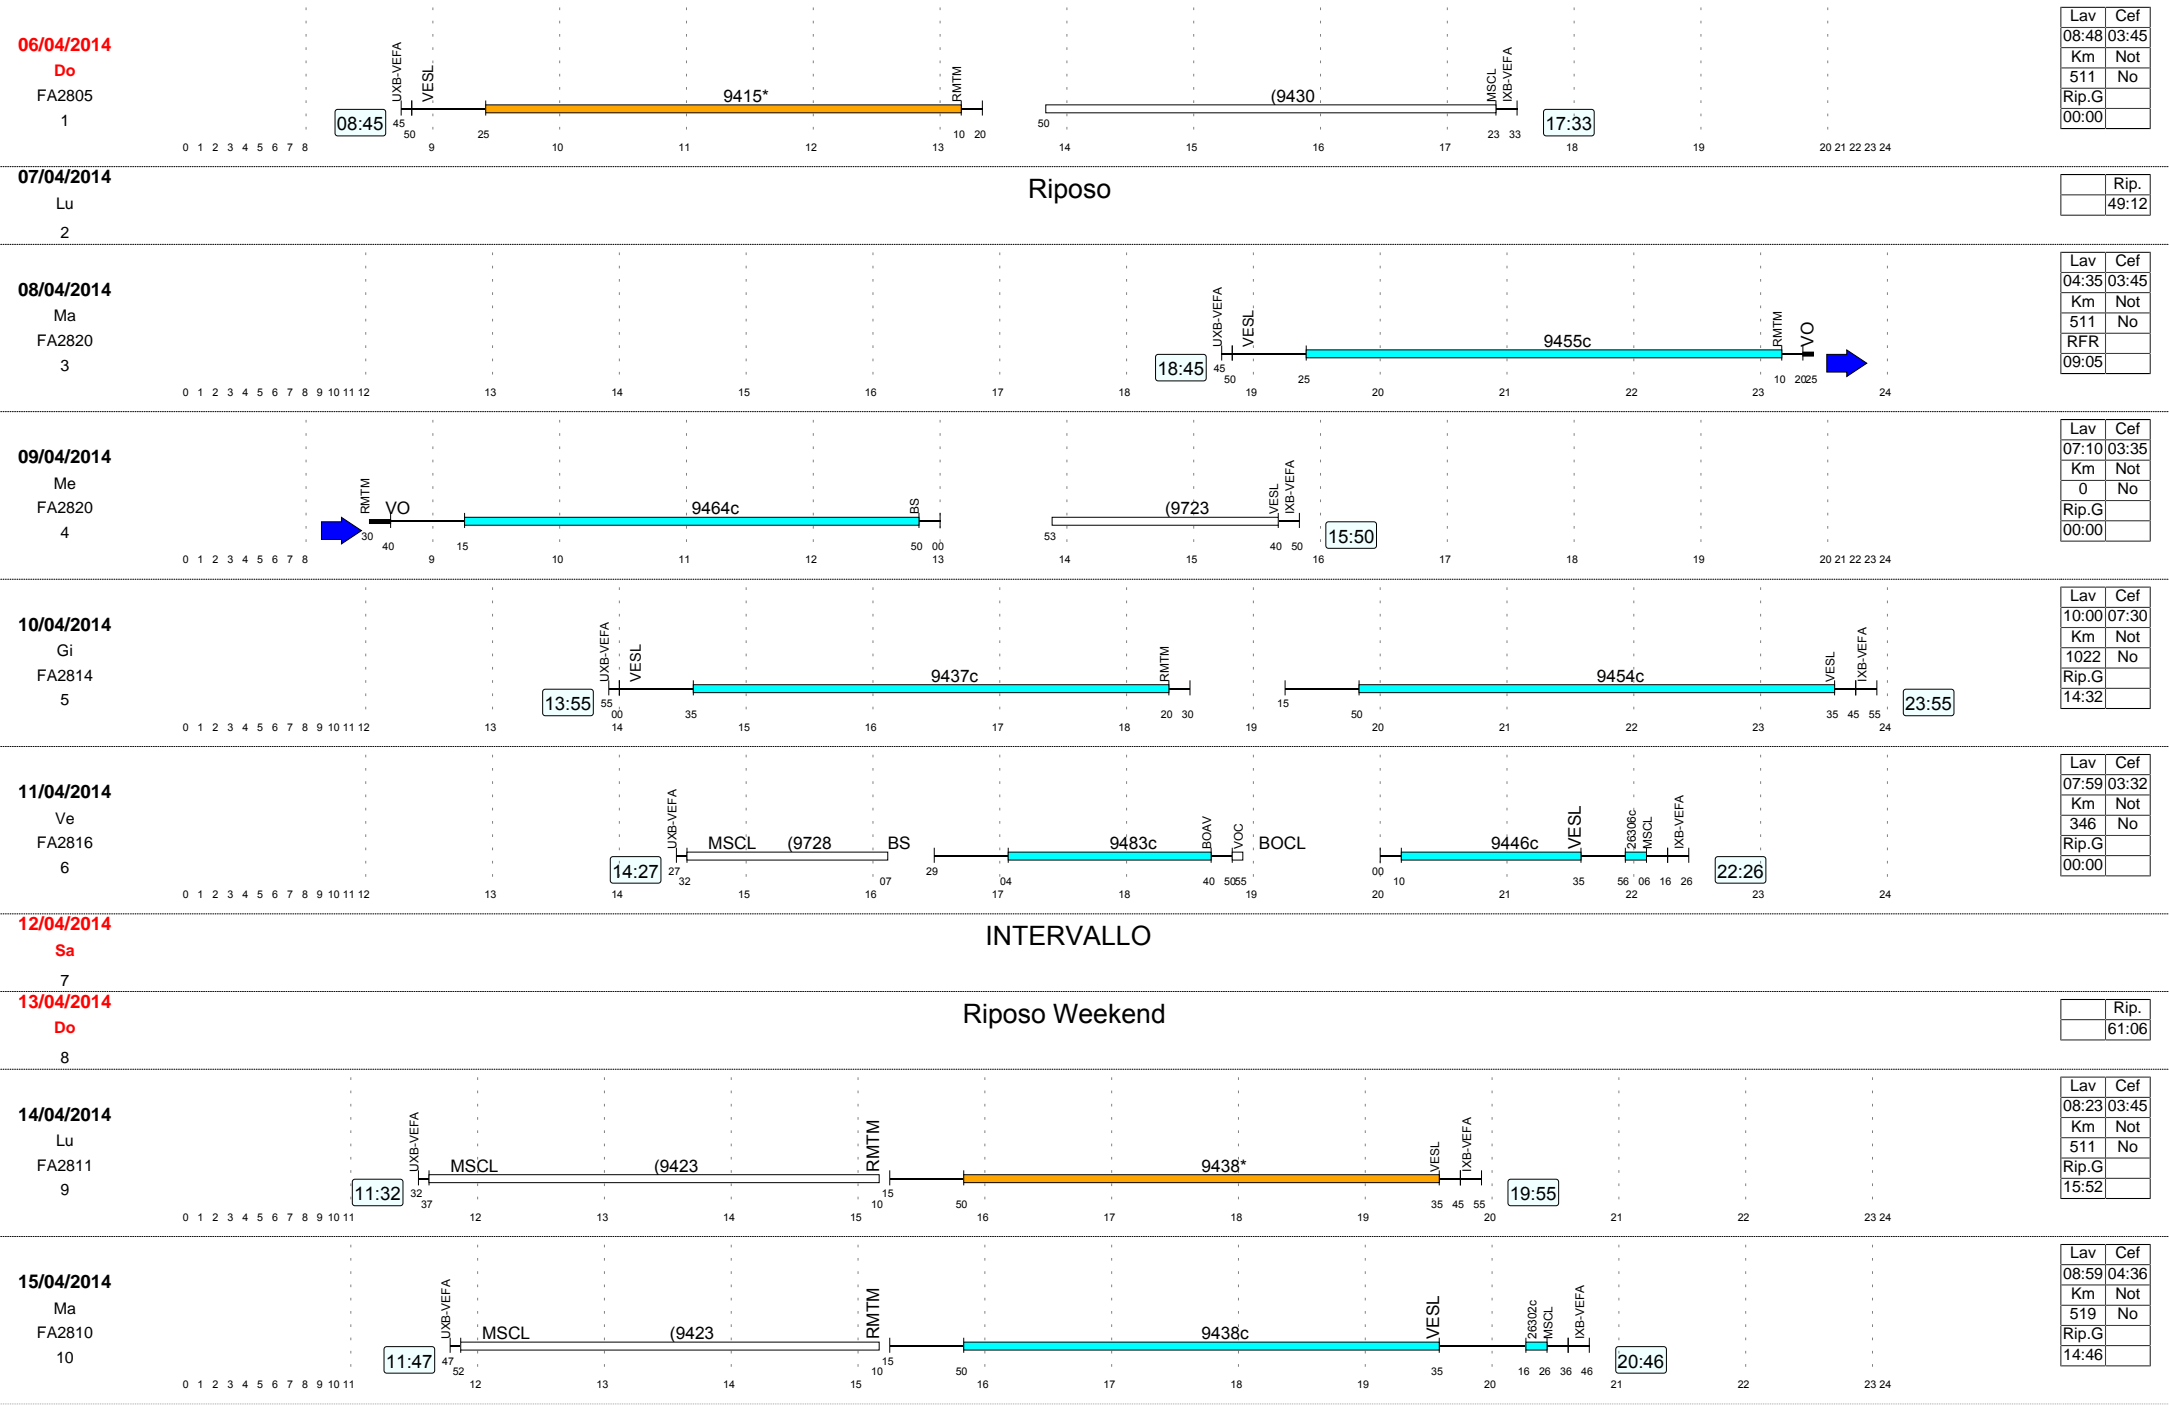 06/04/2014
Do
FA2805
1
08:45
UXB-VEFA
VESL
9415*
RMTM
(9430
MSCL
IXB-VEFA
17:33
45 50 25 10 20 50 23 33
0 1 2 3 4 5 6 7 8 9 10 11 12 13 14 15 16 17 18 19 20 21 22 23 24
Lav Cef
08:48 03:45
Km Not
511 No
Rip.G
00:00
07/04/2014
Lu
2
Riposo
Rip.
49:12
08/04/2014
Ma
FA2820
3
18:45
UXB-VEFA
VESL
9455c
RMTM
VO
45 50 25 10 20 25
0 1 2 3 4 5 6 7 8 9 10 11 12 13 14 15 16 17 18 19 20 21 22 23 24
Lav Cef
04:35 03:45
Km Not
511 No
RFR
09:05
09/04/2014
Me
FA2820
4
RMTM
VO
9464c
BS
(9723
VESL
IXB-VEFA
15:50
30 40 15 50 00 53 40 50
0 1 2 3 4 5 6 7 8 9 10 11 12 13 14 15 16 17 18 19 20 21 22 23 24
Lav Cef
07:10 03:35
Km Not
0 No
Rip.G
00:00
10/04/2014
Gi
FA2814
5
13:55
UXB-VEFA
VESL
9437c
RMTM
9454c
VESL
IXB-VEFA
23:55
55 00 35 20 30 15 50 35 45 55
0 1 2 3 4 5 6 7 8 9 10 11 12 13 14 15 16 17 18 19 20 21 22 23 24
Lav Cef
10:00 07:30
Km Not
1022 No
Rip.G
14:32
11/04/2014
Ve
FA2816
6
14:27
UXB-VEFA
MSCL (9728 BS
9483c
BOAV
VOC
BOCL
9446c
VESL
26306c
MSCL
IXB-VEFA
22:26
27 32 07 29 04 40 50 55 00 10 35 56 06 16 26
0 1 2 3 4 5 6 7 8 9 10 11 12 13 14 15 16 17 18 19 20 21 22 23 24
Lav Cef
07:59 03:32
Km Not
346 No
Rip.G
00:00
12/04/2014
Sa
7
INTERVALLO
13/04/2014
Do
8
Riposo Weekend
Rip.
61:06
14/04/2014
Lu
FA2811
9
11:32
UXB-VEFA
MSCL (9423
RMTM
9438*
VESL
IXB-VEFA
19:55
32 37 10 15 50 35 45 55
0 1 2 3 4 5 6 7 8 9 10 11 12 13 14 15 16 17 18 19 20 21 22 23 24
Lav Cef
08:23 03:45
Km Not
511 No
Rip.G
15:52
15/04/2014
Ma
FA2810
10
11:47
UXB-VEFA
MSCL (9423
RMTM
9438c
VESL
26302c
MSCL
IXB-VEFA
20:46
47 52 10 15 50 35 16 26 36 46
0 1 2 3 4 5 6 7 8 9 10 11 12 13 14 15 16 17 18 19 20 21 22 23 24
Lav Cef
08:59 04:36
Km Not
519 No
Rip.G
14:46